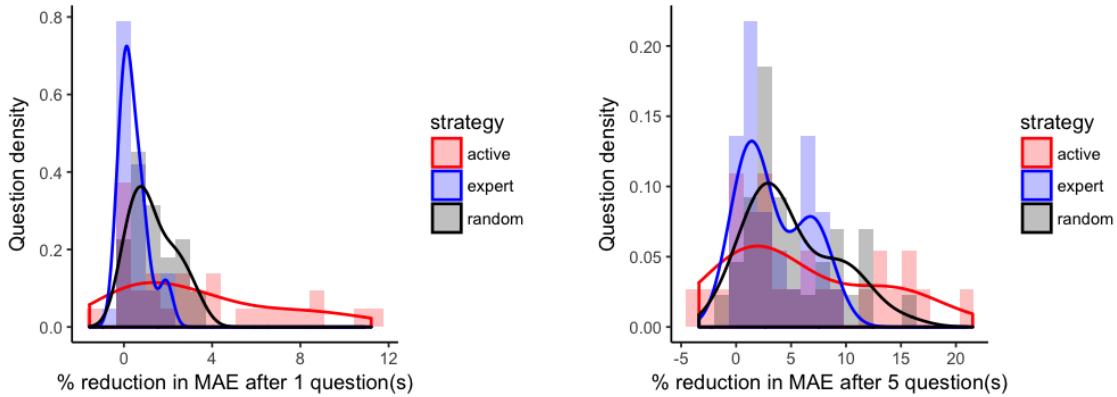 0.8
0.6
0.4
0.2
0.0
Question density
0
4
8
12
% reduction in MAE after 1 question(s)
strategy
active
expert
random
0.20
0.15
0.10
0.05
0.00
Question density
-5
0
5
10
15
20
% reduction in MAE after 5 question(s)
strategy
active
expert
random